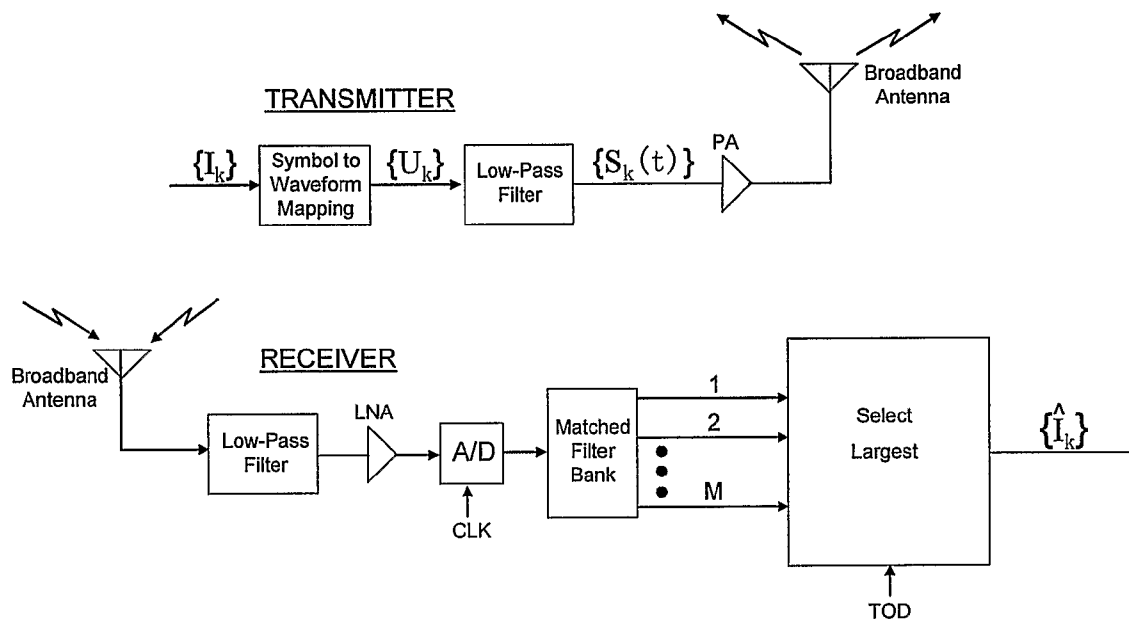 TRANSMITTER
{I_k}
Symbol to
Waveform
Mapping
{U_k}
Low-Pass
Filter
{S_k(t)}
PA
Broadband
Antenna
RECEIVER
Broadband
Antenna
Low-Pass
Filter
LNA
A/D
CLK
Matched
Filter
Bank
1
2
M
Select
Largest
TOD
{Î_k}